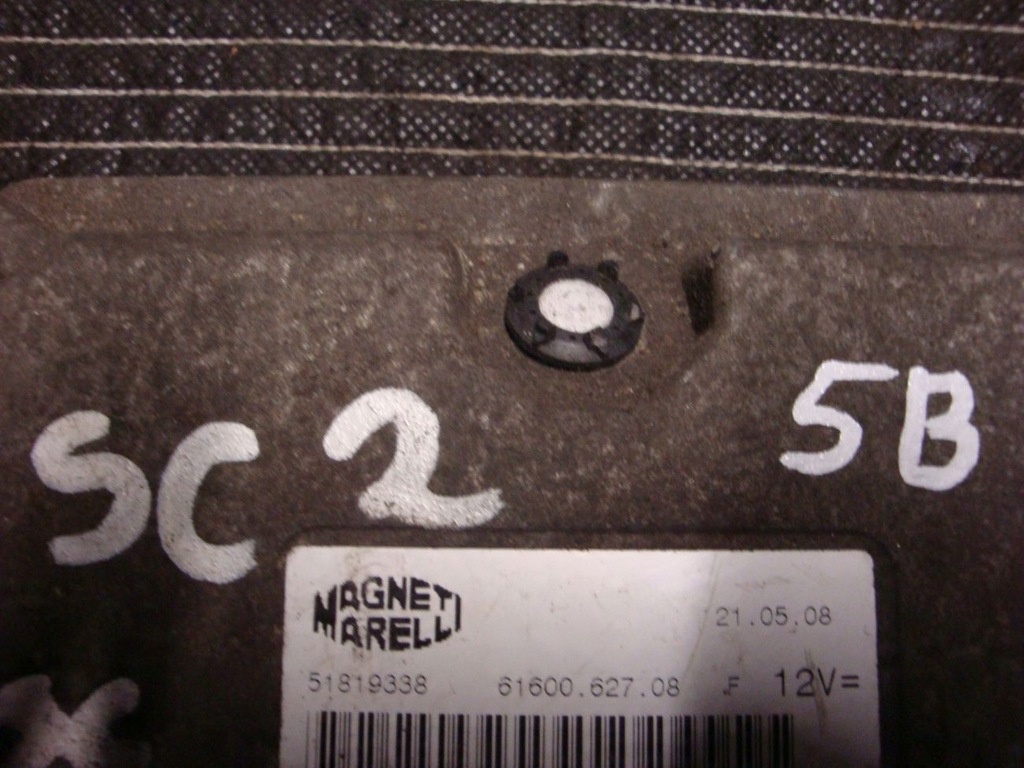 SC 2 5B
MAGNETI
MARELLI
21.05.08
51819338 61600.627.08 .F 12V=